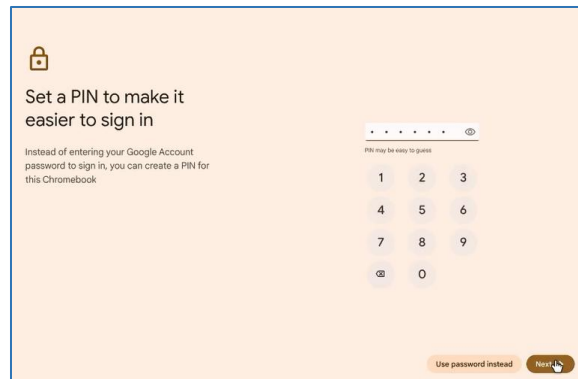 Set a PIN to make it
easier to sign in
Instead of entering your Google Account
password to sign in, you can create a PIN for
this Chromebook
• • • • • •
PIN may be easy to guess
1 2 3
4 5 6
7 8 9
0
Use password instead
Next